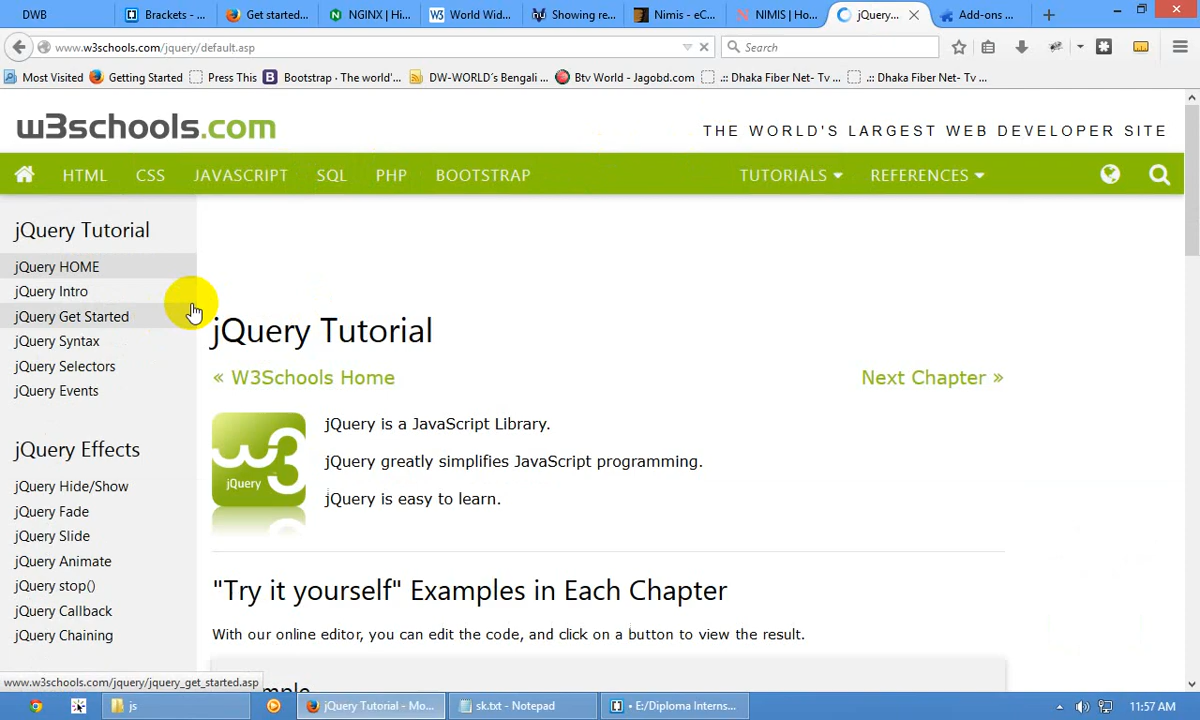 DWB
Brackets - ...
Get started...
NGINX | Hi...
World Wid...
Showing re...
Nimis - eC...
NIMIS | Ho...
jQuery...
Add-ons ...
www.w3schools.com/jquery/default.asp
Search
Most Visited
Getting Started
Press This
Bootstrap · The world'...
DW-WORLD´s Bengali ...
Btv World - Jagobd.com
.:: Dhaka Fiber Net- Tv ...
.:: Dhaka Fiber Net- Tv ...
w3schools.com
THE WORLD'S LARGEST WEB DEVELOPER SITE
HTML
CSS
JAVASCRIPT
SQL
PHP
BOOTSTRAP
TUTORIALS
REFERENCES
jQuery Tutorial
jQuery HOME
jQuery Intro
jQuery Get Started
jQuery Syntax
jQuery Selectors
jQuery Events
jQuery Effects
jQuery Hide/Show
jQuery Fade
jQuery Slide
jQuery Animate
jQuery stop()
jQuery Callback
jQuery Chaining
jQuery Tutorial
« W3Schools Home
Next Chapter »
w3
jQuery
jQuery is a JavaScript Library.
jQuery greatly simplifies JavaScript programming.
jQuery is easy to learn.
"Try it yourself" Examples in Each Chapter
With our online editor, you can edit the code, and click on a button to view the result.
www.w3schools.com/jquery/jquery_get_started.asp
js
jQuery Tutorial - Mo...
sk.txt - Notepad
• E:/Diploma Interns...
11:57 AM